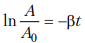 ln A/A₀ = −βt